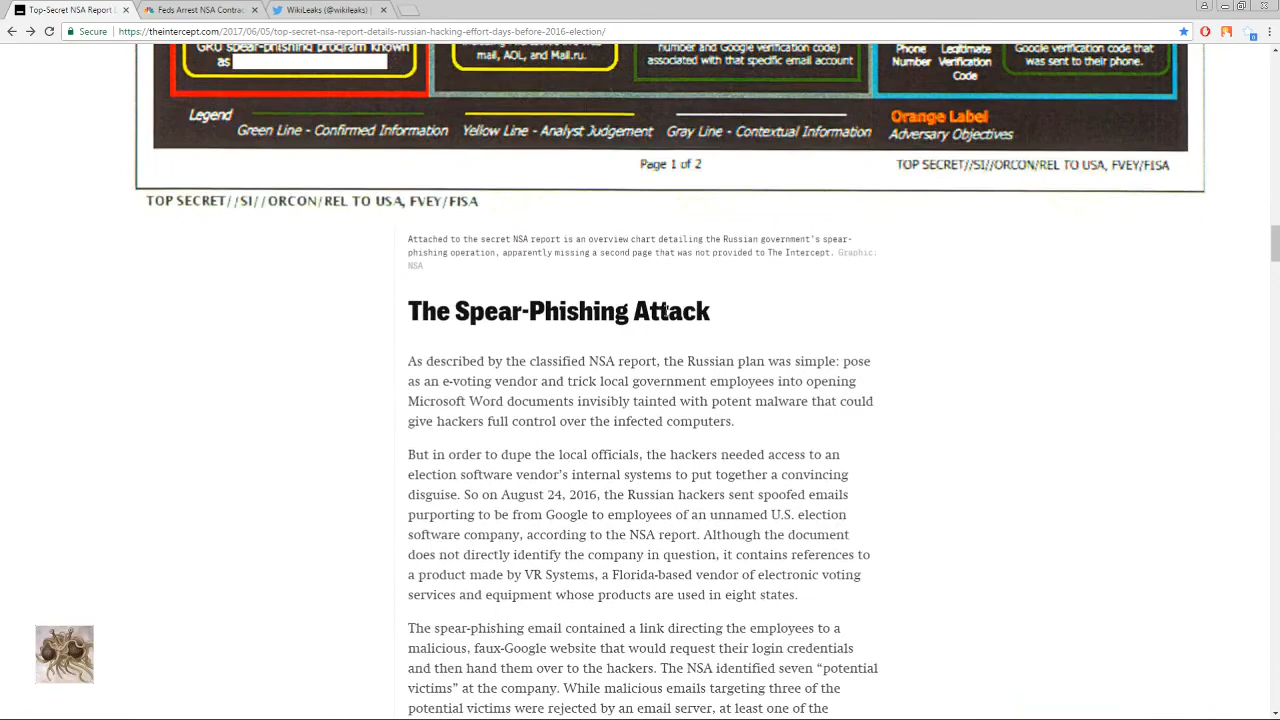 Top-Secret NSA Report
Feds Arrest NSA Contrac
WikiLeaks (@wikileaks) |
Secure
https://theintercept.com/2017/06/05/top-secret-nsa-report-details-russian-hacking-effort-days-before-2016-election/
GRU spear-phishing program known
as
mail, AOL, and Mail.ru.
number and Google verification code)
associated with that specific email account
Phone
Number
Legitimate
Verification
Code
Google verification code that
was sent to their phone.
Legend
Green Line - Confirmed Information
Yellow Line - Analyst Judgement
Gray Line - Contextual Information
Orange Label
Adversary Objectives
Page 1 of 2
TOP SECRET//SI//ORCON/REL TO USA, FVEY/FISA
TOP SECRET//SI//ORCON/REL TO USA, FVEY/FISA
Attached to the secret NSA report is an overview chart detailing the Russian government's spear-
phishing operation, apparently missing a second page that was not provided to The Intercept. Graphic:
NSA
The Spear-Phishing Attack
As described by the classified NSA report, the Russian plan was simple: pose
as an e-voting vendor and trick local government employees into opening
Microsoft Word documents invisibly tainted with potent malware that could
give hackers full control over the infected computers.
But in order to dupe the local officials, the hackers needed access to an
election software vendor's internal systems to put together a convincing
disguise. So on August 24, 2016, the Russian hackers sent spoofed emails
purporting to be from Google to employees of an unnamed U.S. election
software company, according to the NSA report. Although the document
does not directly identify the company in question, it contains references to
a product made by VR Systems, a Florida-based vendor of electronic voting
services and equipment whose products are used in eight states.
The spear-phishing email contained a link directing the employees to a
malicious, faux-Google website that would request their login credentials
and then hand them over to the hackers. The NSA identified seven “potential
victims” at the company. While malicious emails targeting three of the
potential victims were rejected by an email server, at least one of the